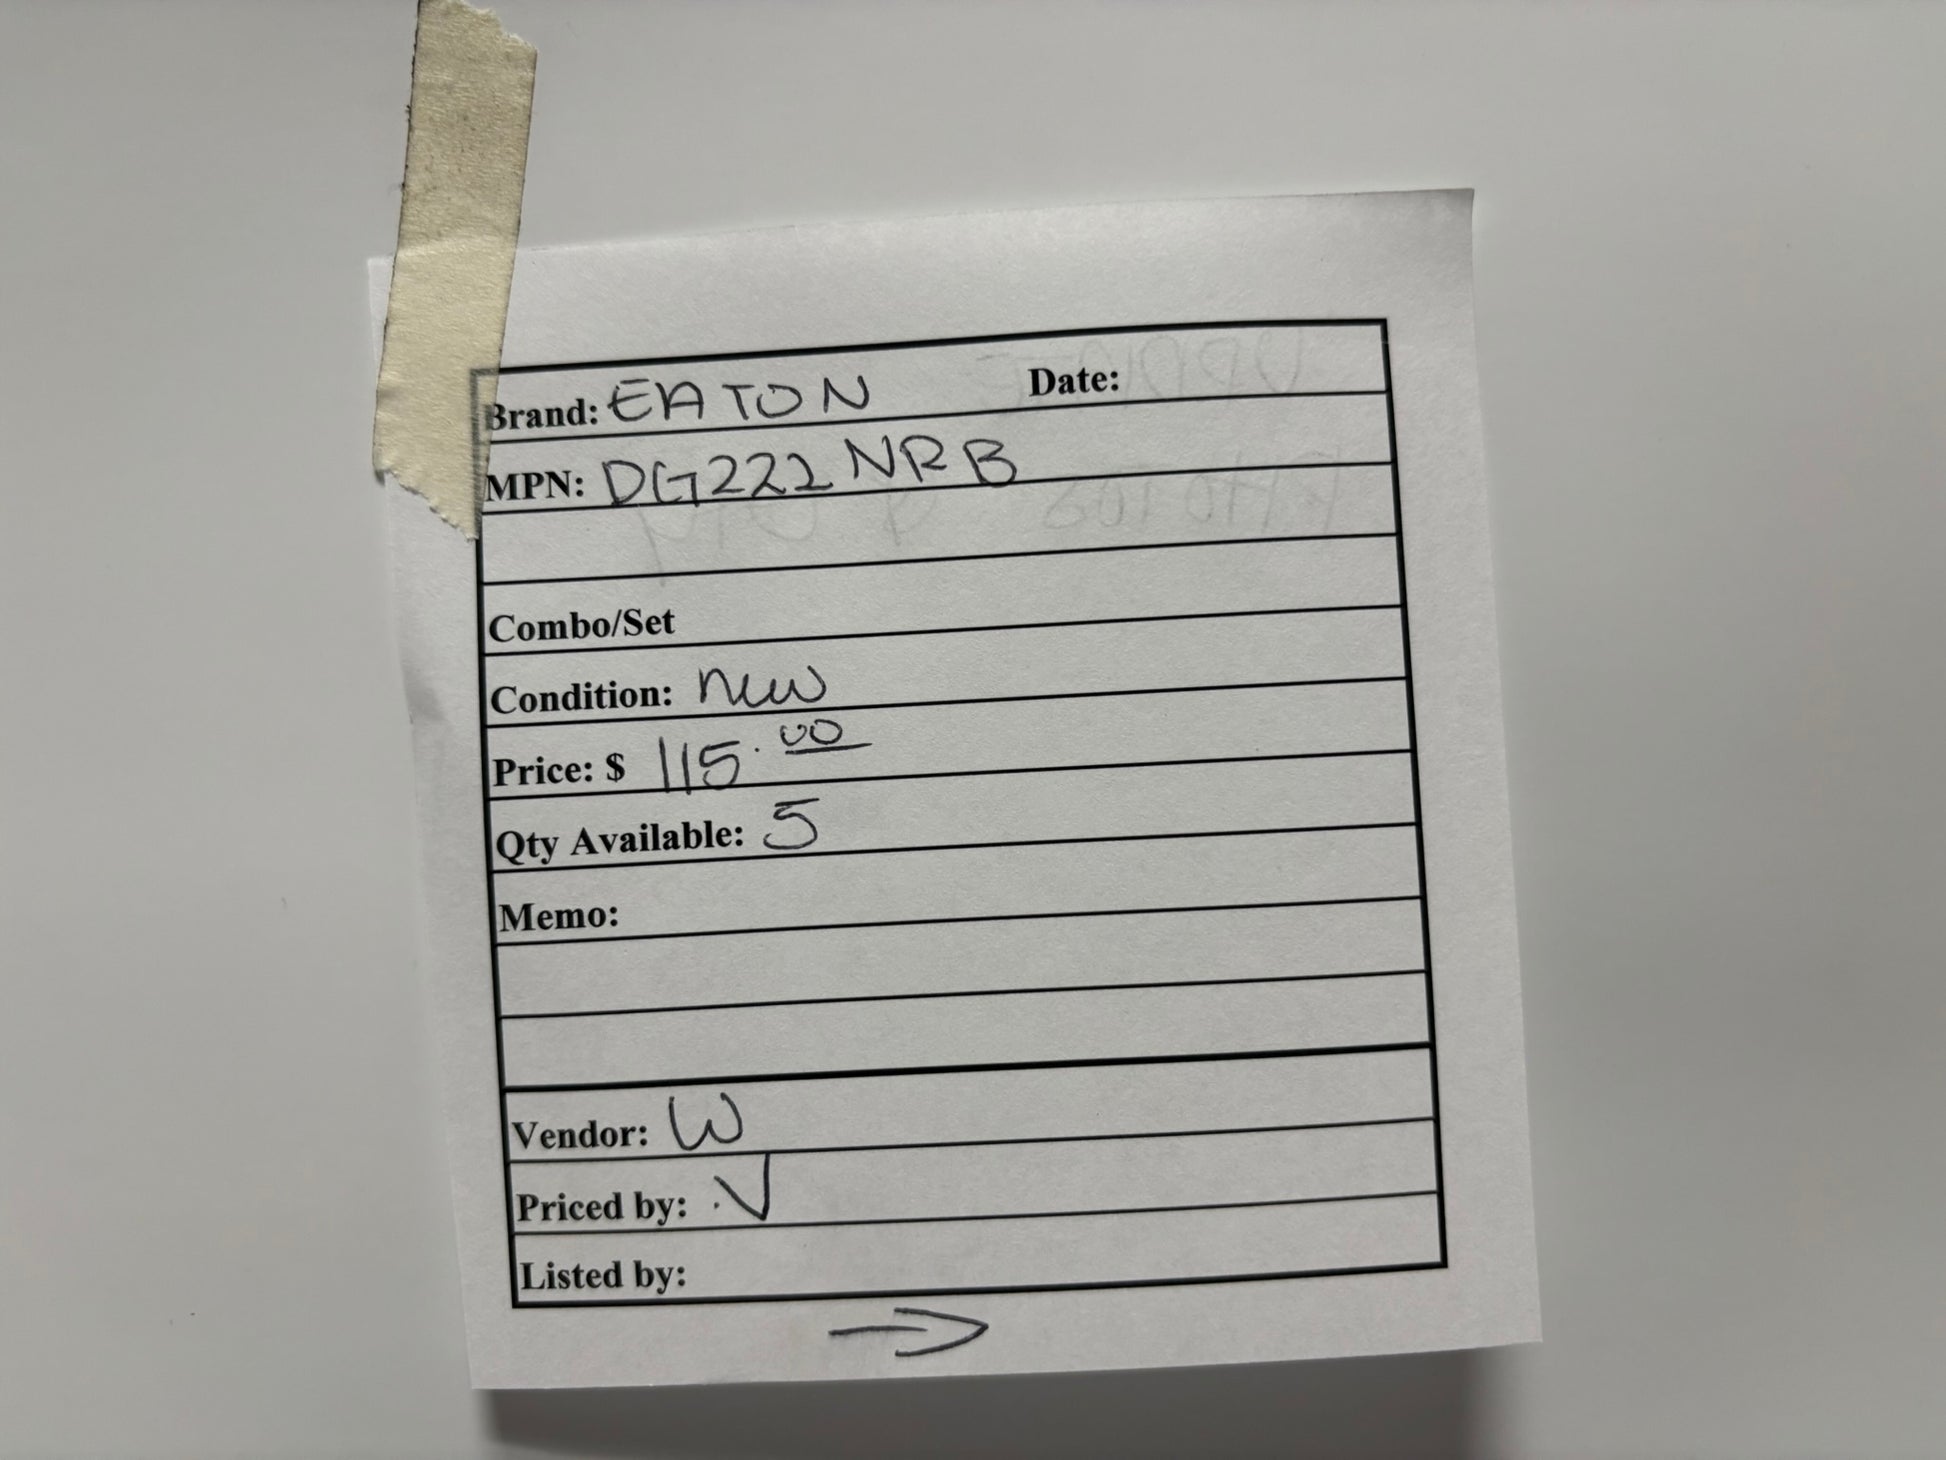 Brand: EATON Date:
MPN: DG222NRB
Combo/Set
Condition: new
Price: $ 115.00
Qty Available: 5
Memo:
Vendor: W
Priced by: .V
Listed by: